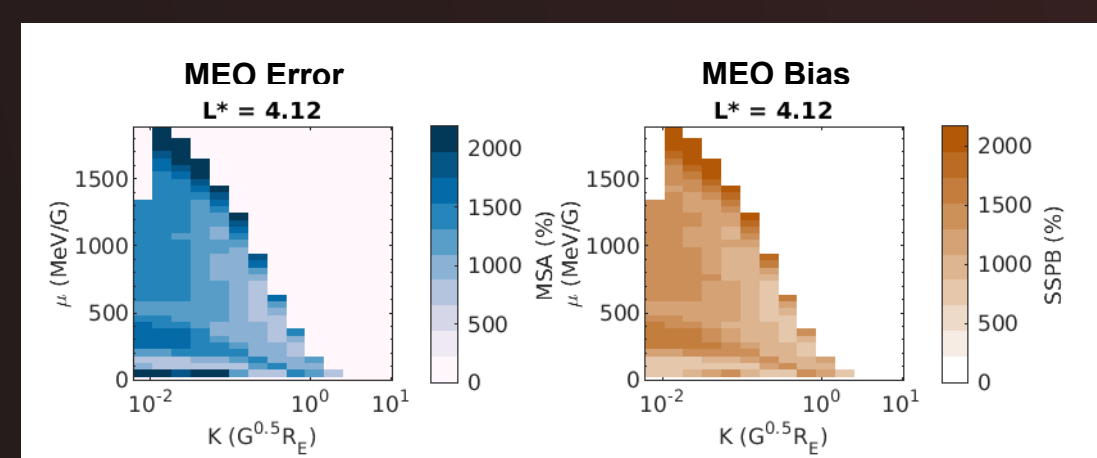 MEO Error
L* = 4.12
1500
1000
500
0
μ (MeV/G)
10^-2
10^0
10^1
K (G^0.5 R_E)
2000
1500
1000
500
0
MSA (%)
MEO Bias
L* = 4.12
1500
1000
500
0
μ (MeV/G)
10^-2
10^0
10^1
K (G^0.5 R_E)
2000
1500
1000
500
0
SSPB (%)